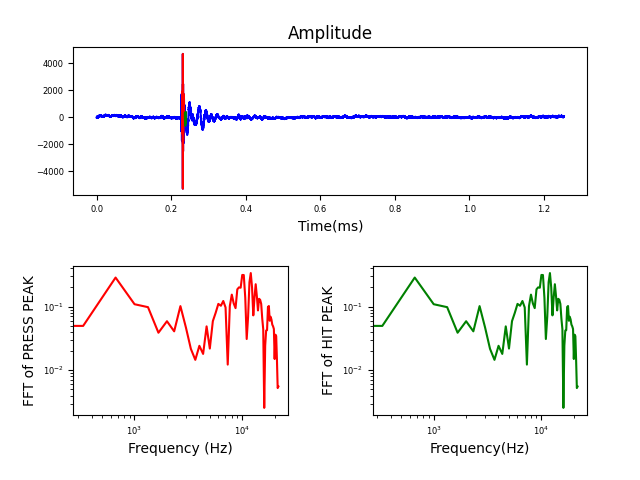 Amplitude
4000
2000
0
−2000
−4000
0.0 0.2 0.4 0.6 0.8 1.0 1.2
Time(ms)
FFT of PRESS PEAK
10⁻¹
10⁻²
10³ 10⁴
Frequency (Hz)
FFT of HIT PEAK
10⁻¹
10⁻²
10³ 10⁴
Frequency(Hz)